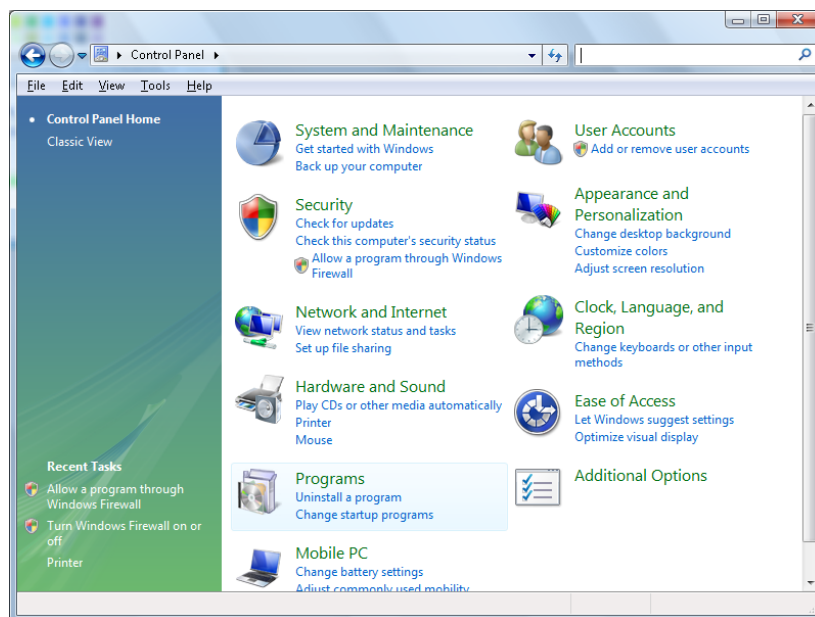 Control Panel
File Edit View Tools Help
Control Panel Home
Classic View
Recent Tasks
Allow a program through
Windows Firewall
Turn Windows Firewall on or
off
Printer
System and Maintenance
Get started with Windows
Back up your computer
Security
Check for updates
Check this computer's security status
Allow a program through Windows
Firewall
Network and Internet
View network status and tasks
Set up file sharing
Hardware and Sound
Play CDs or other media automatically
Printer
Mouse
Programs
Uninstall a program
Change startup programs
Mobile PC
Change battery settings
Adjust commonly used mobility
User Accounts
Add or remove user accounts
Appearance and
Personalization
Change desktop background
Customize colors
Adjust screen resolution
Clock, Language, and
Region
Change keyboards or other input
methods
Ease of Access
Let Windows suggest settings
Optimize visual display
Additional Options